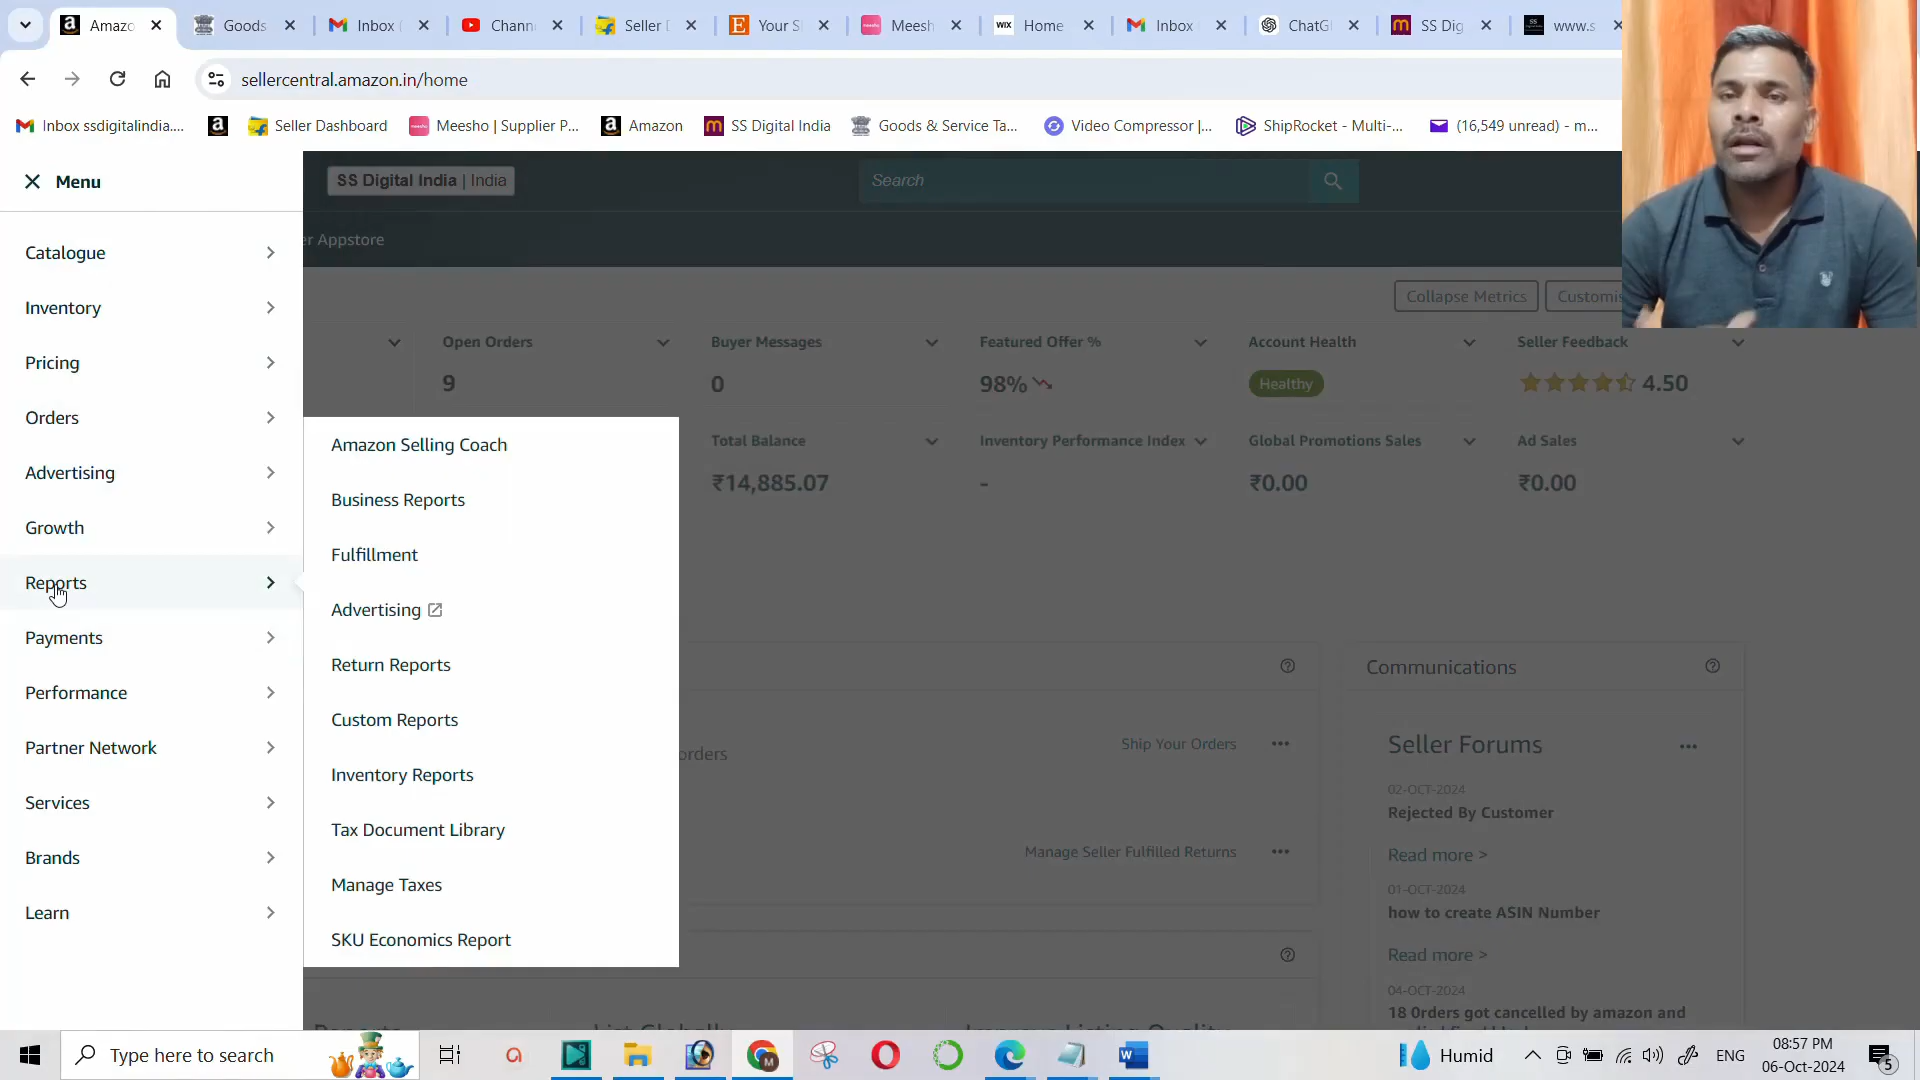 Amazo
Goods
Inbox (
Chann
Seller D
Your S
Meesh
WIX
Home
Inbox
ChatG
SS Dig
www.s
sellercentral.amazon.in/home
Inbox ssdigitalindia....
Seller Dashboard
Meesho | Supplier P...
Amazon
SS Digital India
Goods & Service Ta...
Video Compressor |...
ShipRocket - Multi-...
(16,549 unread) - m...
Menu
SS Digital India | India
Search
er Appstore
Catalogue
Inventory
Pricing
Orders
Advertising
Growth
Reports
Payments
Performance
Partner Network
Services
Brands
Learn
Amazon Selling Coach
Business Reports
Fulfillment
Advertising
Return Reports
Custom Reports
Inventory Reports
Tax Document Library
Manage Taxes
SKU Economics Report
Collapse Metrics
Customis
Open Orders
9
Buyer Messages
0
Featured Offer %
98%
Account Health
Healthy
Seller Feedback
4.50
Total Balance
₹14,885.07
Inventory Performance Index
-
Global Promotions Sales
₹0.00
Ad Sales
₹0.00
orders
Ship Your Orders
Manage Seller Fulfilled Returns
Communications
Seller Forums
02-OCT-2024
Rejected By Customer
Read more >
01-OCT-2024
how to create ASIN Number
Read more >
04-OCT-2024
18 Orders got cancelled by amazon and
Type here to search
Humid
ENG
08:57 PM
06-Oct-2024
5